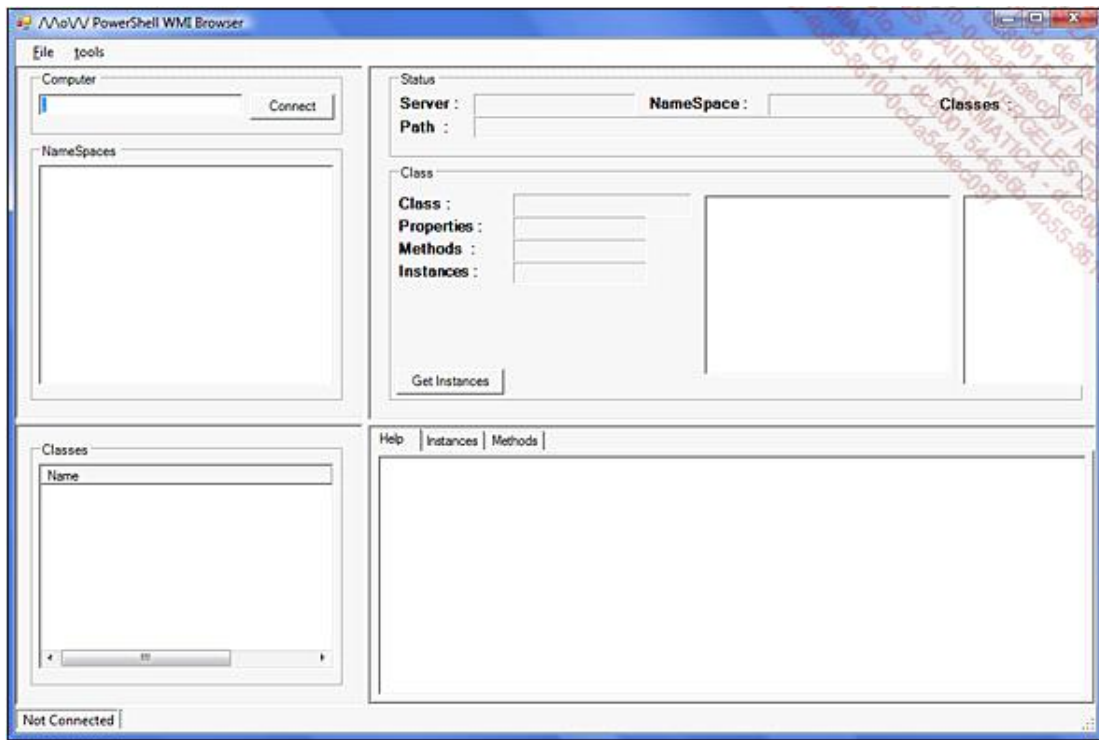 /\/\o\/\/ PowerShell WMI Browser
File tools
Computer
Connect
NameSpaces
Classes
Name
Not Connected
Status
Server :
NameSpace :
Classes :
Path :
Class
Class :
Properties :
Methods :
Instances :
Get Instances
Help
Instances
Methods